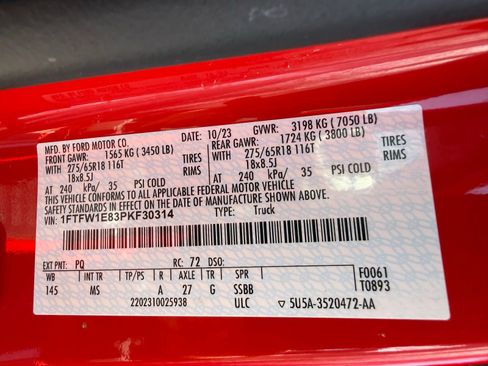 MFD. BY FORD MOTOR CO. 10/23 GVWR: 3198 KG ( 7050 LB)
FRONT GAWR: 1565 KG ( 3450 LB) TIRES 1724 KG ( 3800 LB) TIRES
WITH 275/65R18 116T RIMS REAR GAWR: WITH 275/65R18 116T RIMS
18x8.5J 18x8.5J
AT 240 kPa/ 35 PSI COLD AT 240 kPa/ 35 PSI COLD
THIS VEHICLE CONFORMS TO ALL APPLICABLE FEDERAL MOTOR VEHICLE
SAFETY STANDARDS IN EFFECT ON THE DATE OF MANUFACTURE SHOWN ABOVE.
1FTFW1E83PKF30314 TYPE: Truck
EXT PNT: PQ RC: 72 DSO: F0061
WB INT TR TP/PS R AXLE TR SPR T0893
145 MS A 27 G SSBB
2202310025938 ULC ▽ 5U5A-3520472-AA